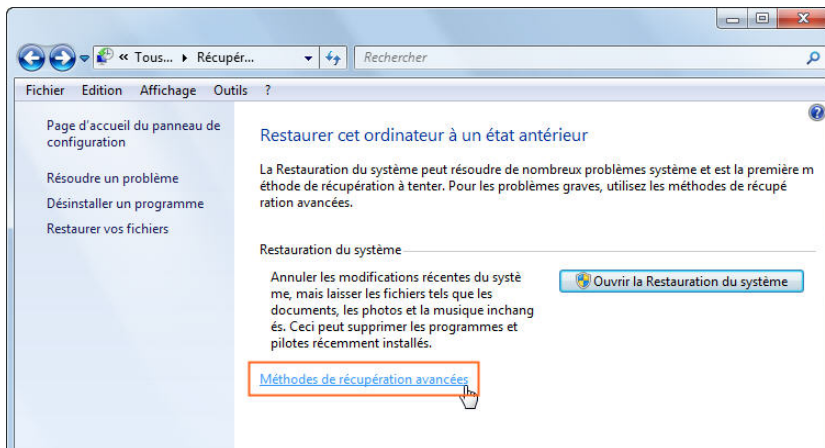 « Tous... ▸ Récupér...
Rechercher
Fichier Edition Affichage Outils ?
Page d'accueil du panneau de
configuration
Résoudre un problème
Désinstaller un programme
Restaurer vos fichiers
Restaurer cet ordinateur à un état antérieur
La Restauration du système peut résoudre de nombreux problèmes système et est la première m
éthode de récupération à tenter. Pour les problèmes graves, utilisez les méthodes de récupé
ration avancées.
Restauration du système
Annuler les modifications récentes du systè
me, mais laisser les fichiers tels que les
documents, les photos et la musique inchang
és. Ceci peut supprimer les programmes et
pilotes récemment installés.
Ouvrir la Restauration du système
Méthodes de récupération avancées